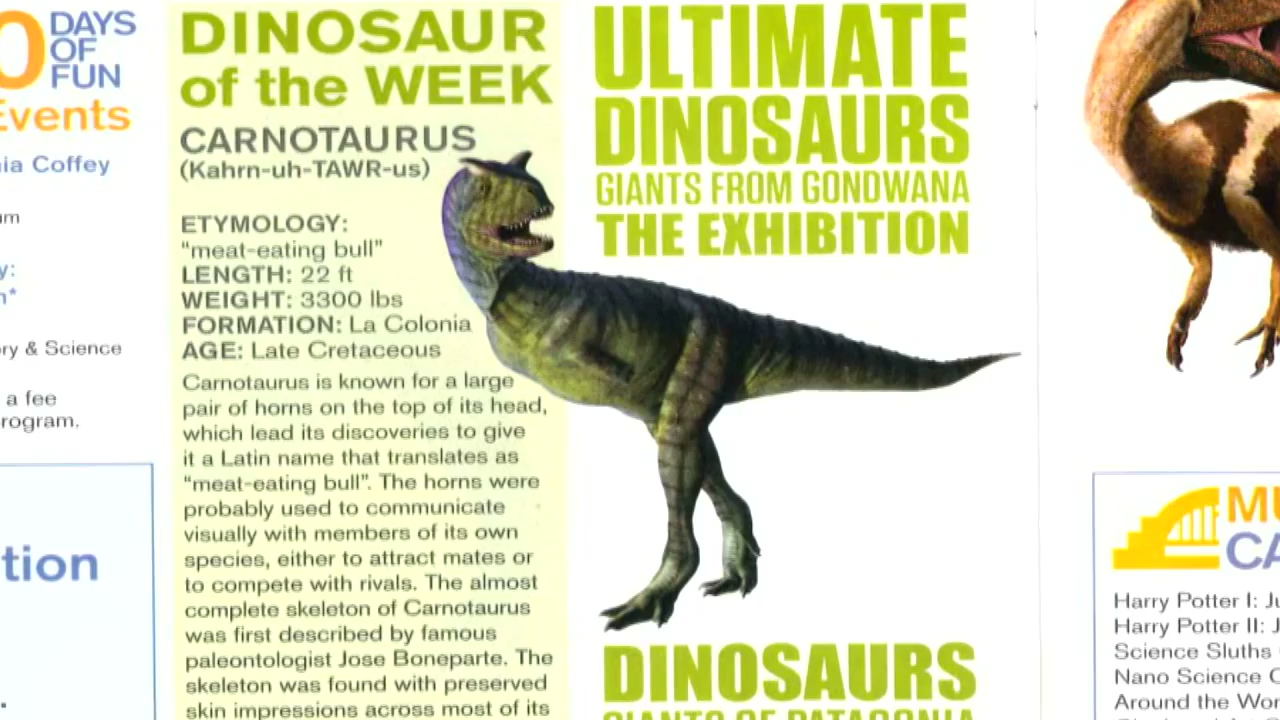 0 DAYS
OF
FUN
Events
nia Coffey
um
y:
n*
ory & Science
a fee
rogram.
tion
DINOSAUR
of the WEEK
CARNOTAURUS
(Kahrn-uh-TAWR-us)
ETYMOLOGY:
“meat-eating bull”
LENGTH: 22 ft
WEIGHT: 3300 lbs
FORMATION: La Colonia
AGE: Late Cretaceous
Carnotaurus is known for a large
pair of horns on the top of its head,
which lead its discoveries to give
it a Latin name that translates as
“meat-eating bull”. The horns were
probably used to communicate
visually with members of its own
species, either to attract mates or
to compete with rivals. The almost
complete skeleton of Carnotaurus
was first described by famous
paleontologist Jose Boneparte. The
skeleton was found with preserved
skin impressions across most of its
ULTIMATE
DINOSAURS
GIANTS FROM GONDWANA
THE EXHIBITION
DINOSAURS
GIANTS OF PATAGONIA
MU
CA
Harry Potter I: Ju
Harry Potter II: J
Science Sluths
Nano Science C
Around the Wor